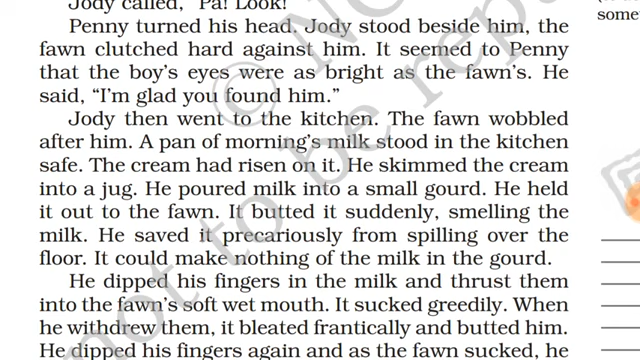 Jody called, "Pa! Look!"
Penny turned his head. Jody stood beside him, the
fawn clutched hard against him. It seemed to Penny
that the boy's eyes were as bright as the fawn's. He
said, "I'm glad you found him."
Jody then went to the kitchen. The fawn wobbled
after him. A pan of morning's milk stood in the kitchen
safe. The cream had risen on it. He skimmed the cream
into a jug. He poured milk into a small gourd. He held
it out to the fawn. It butted it suddenly, smelling the
milk. He saved it precariously from spilling over the
floor. It could make nothing of the milk in the gourd.
He dipped his fingers in the milk and thrust them
into the fawn's soft wet mouth. It sucked greedily. When
he withdrew them, it bleated frantically and butted him.
He dipped his fingers again and as the fawn sucked, he
© N
not to be rep